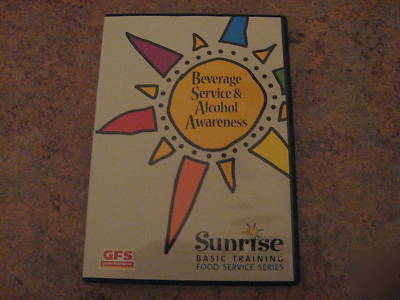 Beverage
Service &
Alcohol
Awareness
GFS
Sunrise
BASIC TRAINING
FOOD SERVICE SERIES